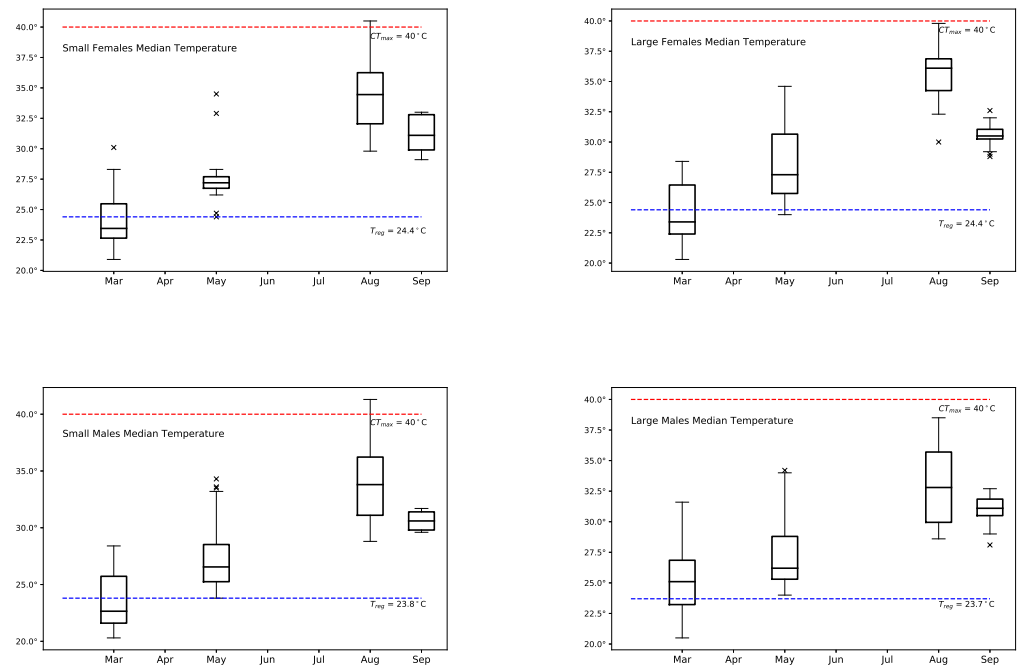 40.0°
CTmax = 40°C
Small Females Median Temperature
37.5°
35.0°
32.5°
30.0°
27.5°
25.0°
Treg = 24.4°C
22.5°
20.0°
Mar Apr May Jun Jul Aug Sep
40.0°
CTmax = 40°C
Large Females Median Temperature
37.5°
35.0°
32.5°
30.0°
27.5°
25.0°
Treg = 24.4°C
22.5°
20.0°
Mar Apr May Jun Jul Aug Sep
40.0°
CTmax = 40°C
Small Males Median Temperature
35.0°
30.0°
25.0°
Treg = 23.8°C
20.0°
Mar Apr May Jun Jul Aug Sep
40.0°
CTmax = 40°C
Large Males Median Temperature
37.5°
35.0°
32.5°
30.0°
27.5°
25.0°
Treg = 23.7°C
22.5°
20.0°
Mar Apr May Jun Jul Aug Sep